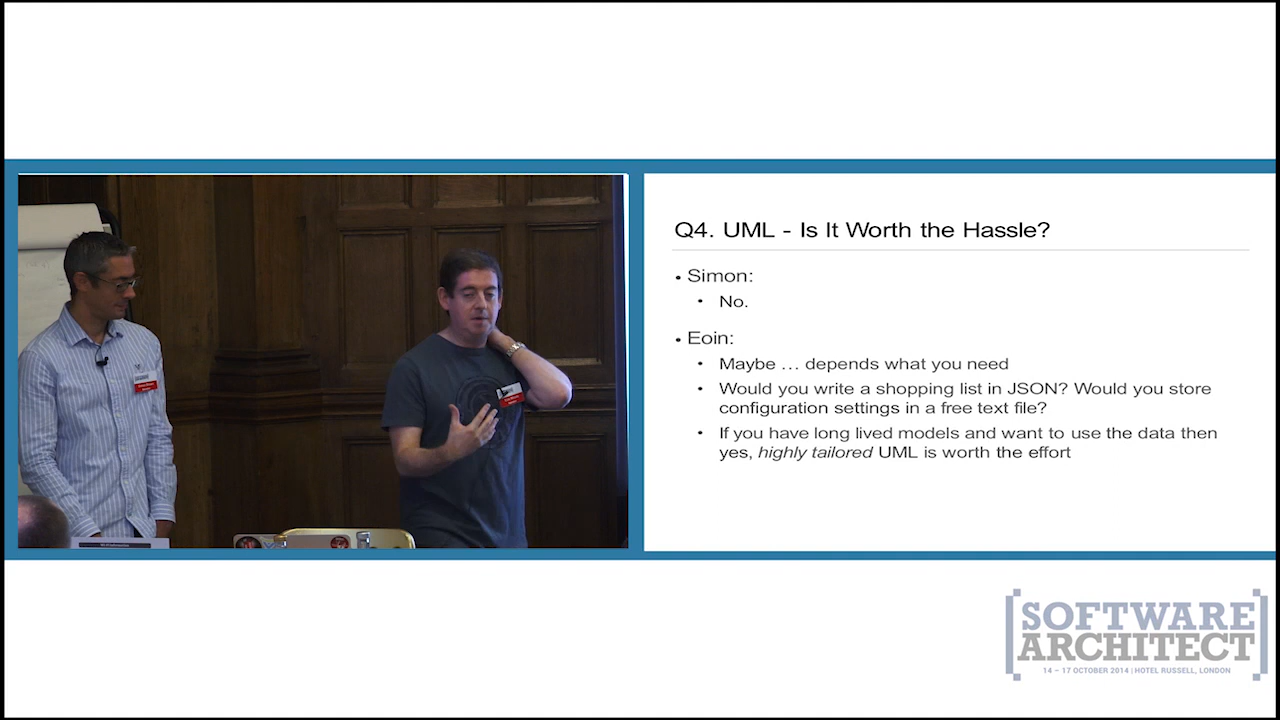 Q4. UML - Is It Worth the Hassle?
• Simon:
• No.
• Eoin:
• Maybe … depends what you need
• Would you write a shopping list in JSON? Would you store
configuration settings in a free text file?
• If you have long lived models and want to use the data then
yes, highly tailored UML is worth the effort
[SOFTWARE
ARCHITECT]
14 – 17 OCTOBER 2014 | HOTEL RUSSELL, LONDON